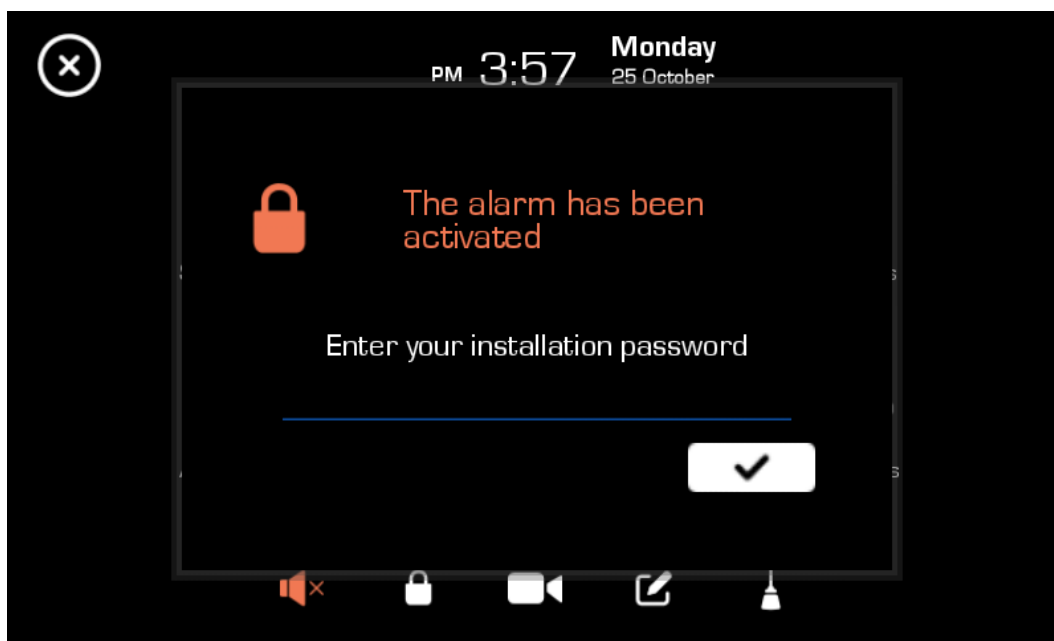 PM 3:57 Monday
25 October
The alarm has been
activated
Enter your installation password